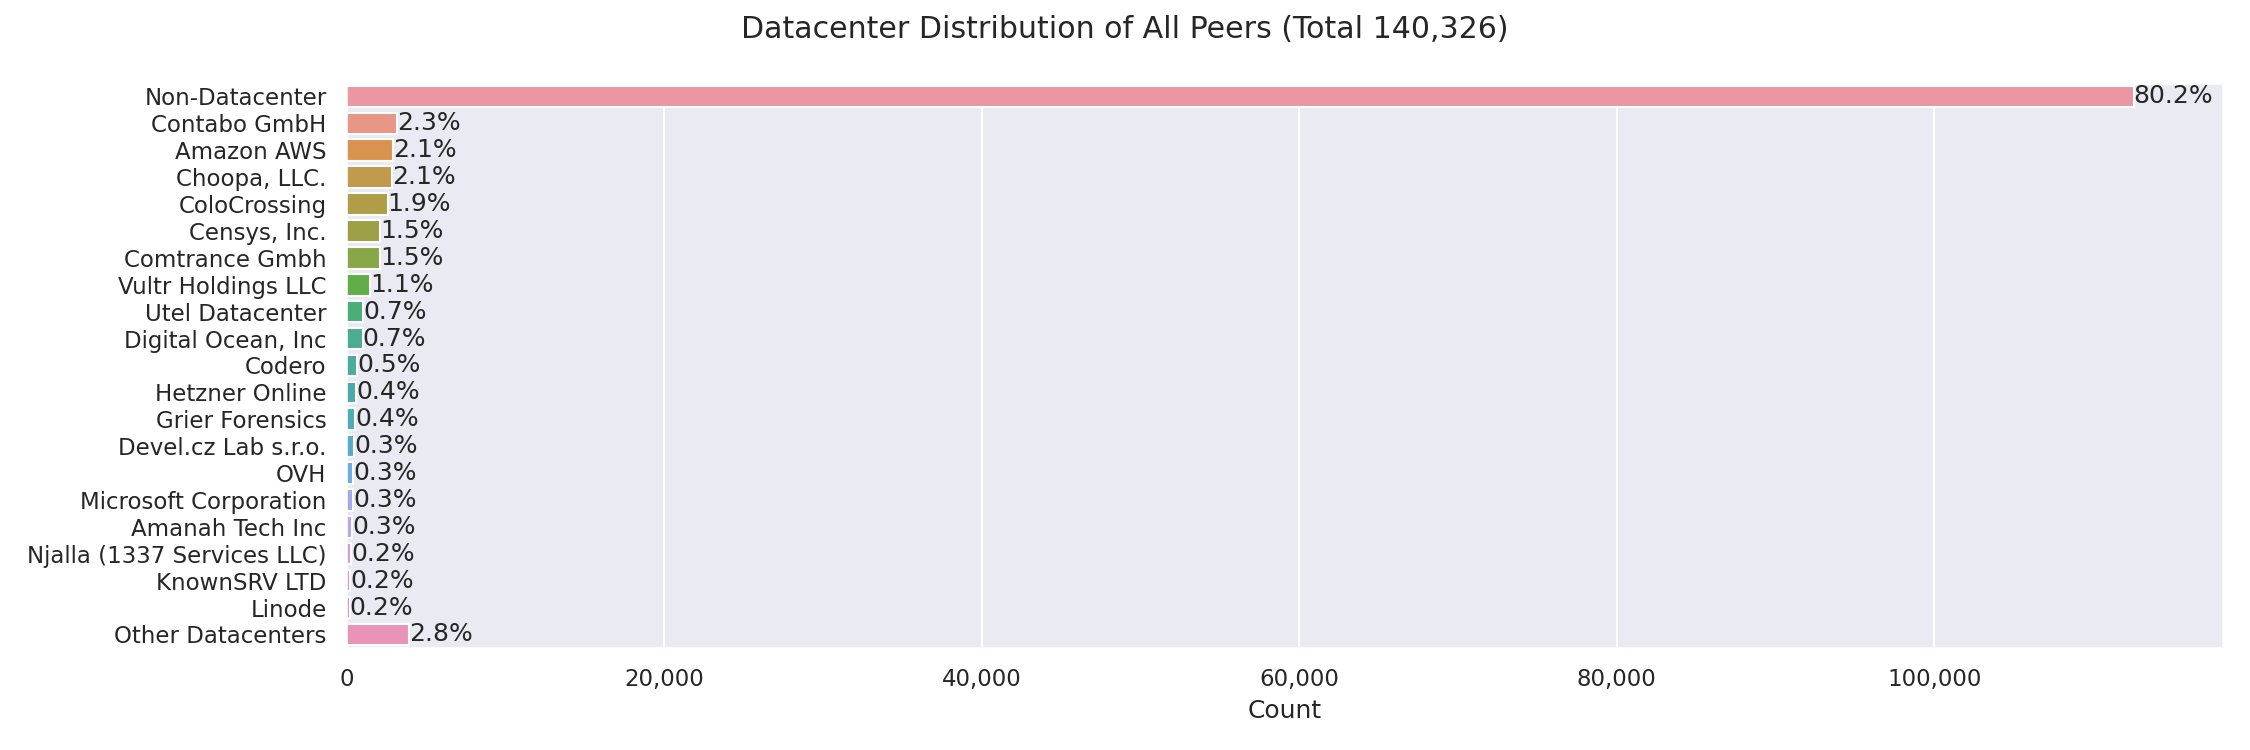 Datacenter Distribution of All Peers (Total 140,326)
Non-Datacenter 80.2%
Contabo GmbH 2.3%
Amazon AWS 2.1%
Choopa, LLC. 2.1%
ColoCrossing 1.9%
Censys, Inc. 1.5%
Comtrance Gmbh 1.5%
Vultr Holdings LLC 1.1%
Utel Datacenter 0.7%
Digital Ocean, Inc 0.7%
Codero 0.5%
Hetzner Online 0.4%
Grier Forensics 0.4%
Devel.cz Lab s.r.o. 0.3%
OVH 0.3%
Microsoft Corporation 0.3%
Amanah Tech Inc 0.3%
Njalla (1337 Services LLC) 0.2%
KnownSRV LTD 0.2%
Linode 0.2%
Other Datacenters 2.8%
0 20,000 40,000 60,000 80,000 100,000
Count